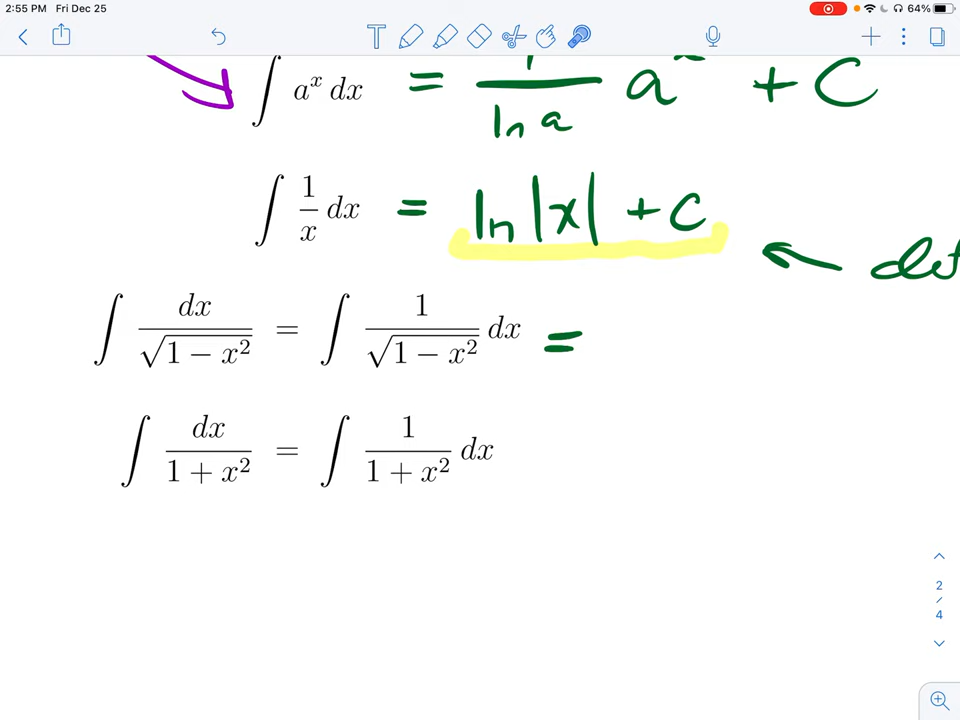 2:55 PM Fri Dec 25 64%
∫ a^x dx = 1/(ln a) a^x + C
∫ 1/x dx = ln |x| + C
∫ dx/√(1 − x²) = ∫ 1/√(1 − x²) dx =
∫ dx/(1 + x²) = ∫ 1/(1 + x²) dx
2
/
4